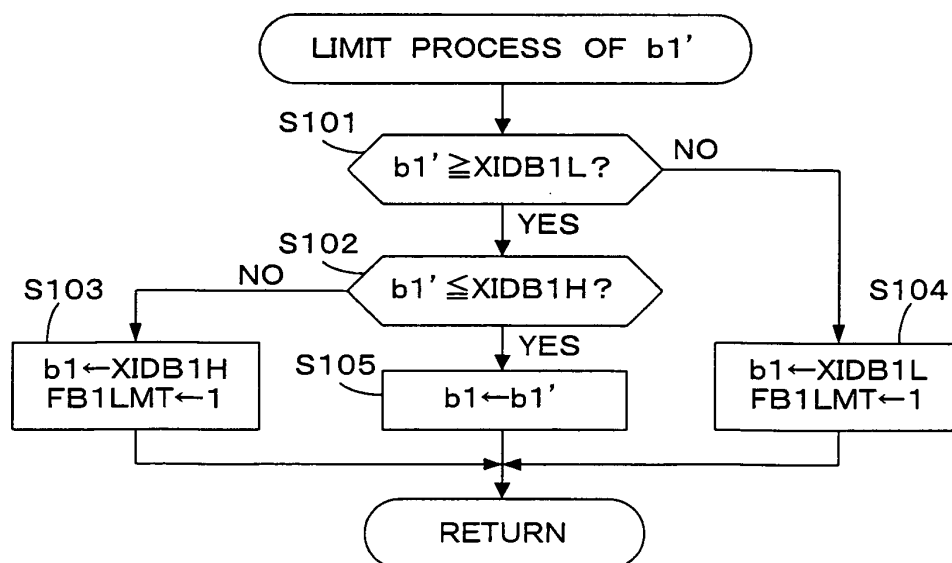 LIMIT PROCESS OF b1'
S101
b1'≧XIDB1L?
NO
YES
S102
b1'≦XIDB1H?
NO
S103
S104
YES
b1←XIDB1H
FB1LMT←1
S105
b1←b1'
b1←XIDB1L
FB1LMT←1
RETURN